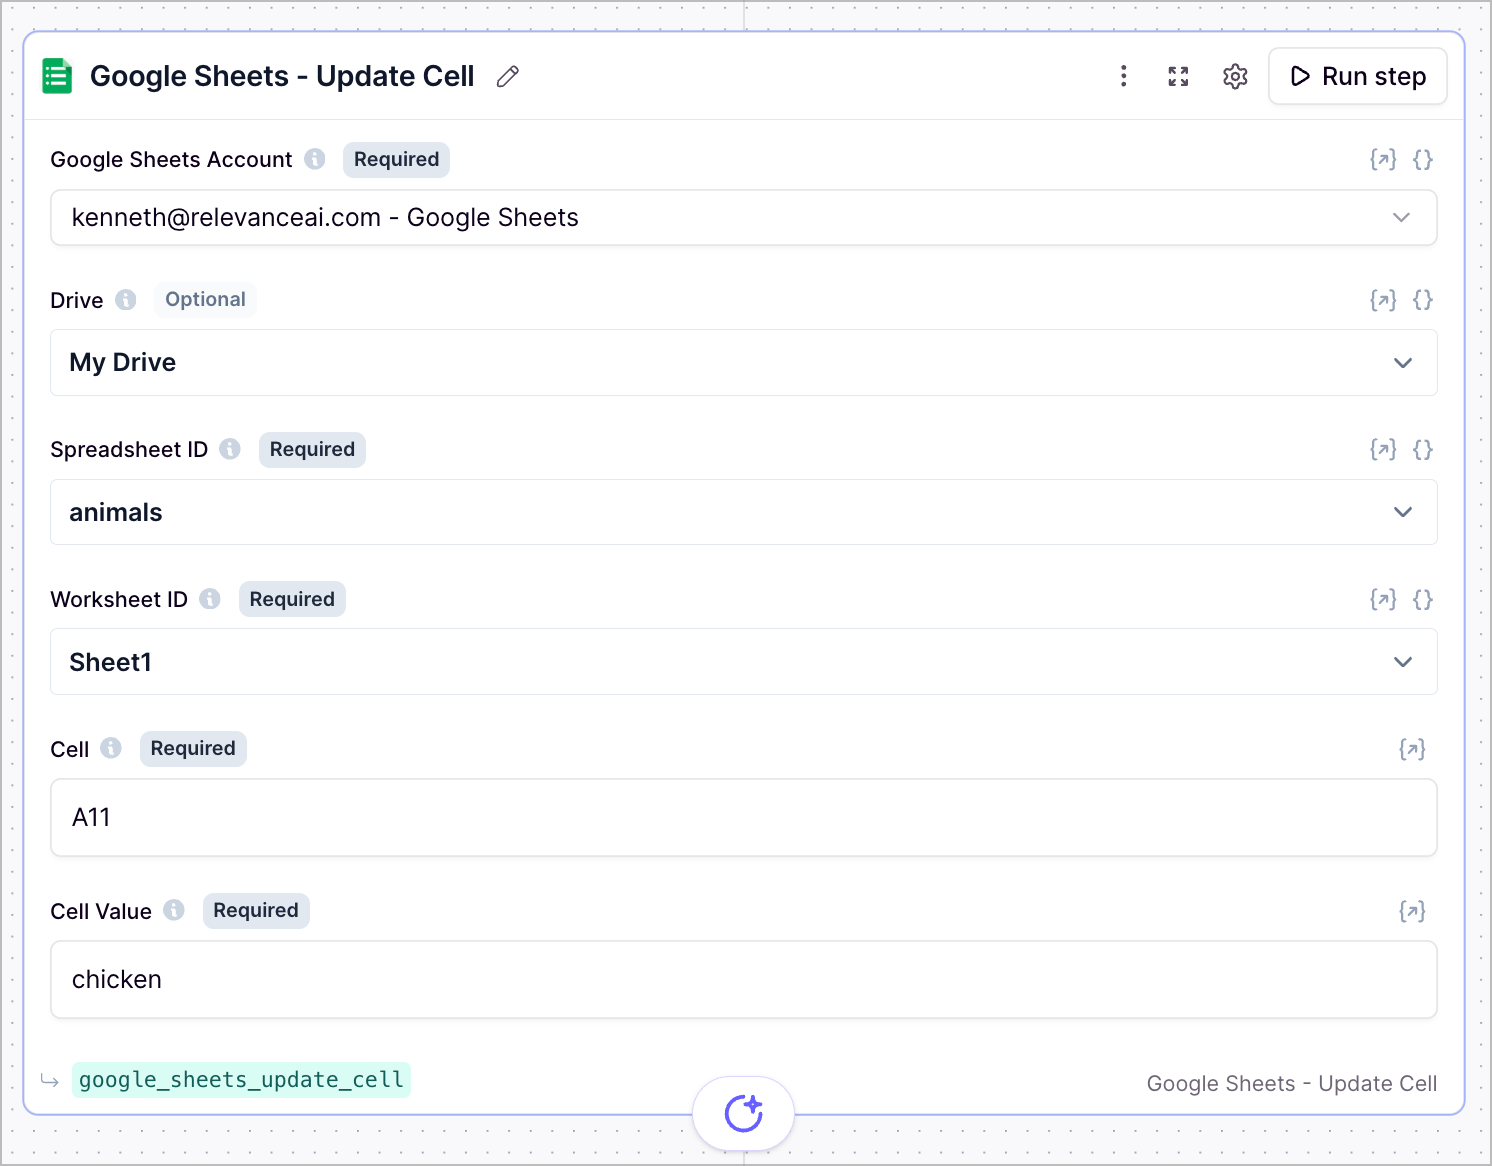 Google Sheets - Update Cell
Run step
Google Sheets Account Required
kenneth@relevanceai.com - Google Sheets
Drive Optional
My Drive
Spreadsheet ID Required
animals
Worksheet ID Required
Sheet1
Cell Required
A11
Cell Value Required
chicken
google_sheets_update_cell
Google Sheets - Update Cell